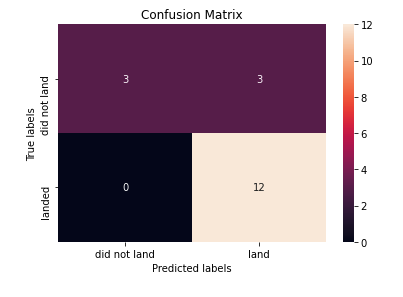 Confusion Matrix
True labels
did not land
landed
3
3
0
12
did not land
land
Predicted labels
12
10
8
6
4
2
0